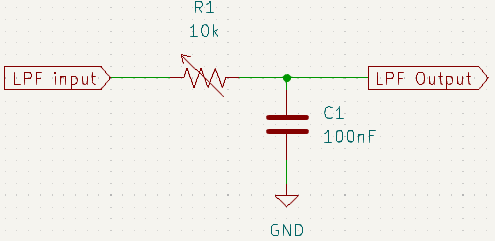 R1
10k
LPF input
LPF Output
C1
100nF
GND